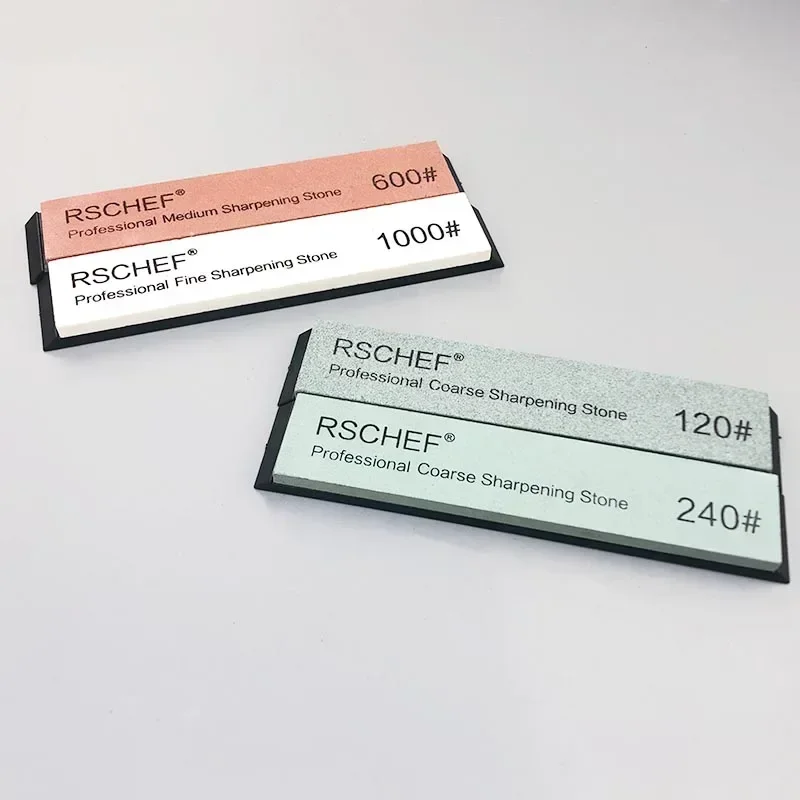 RSCHEF®
Professional Medium Sharpening Stone
600#
RSCHEF®
Professional Fine Sharpening Stone
1000#
RSCHEF®
Professional Coarse Sharpening Stone
120#
RSCHEF®
Professional Coarse Sharpening Stone
240#